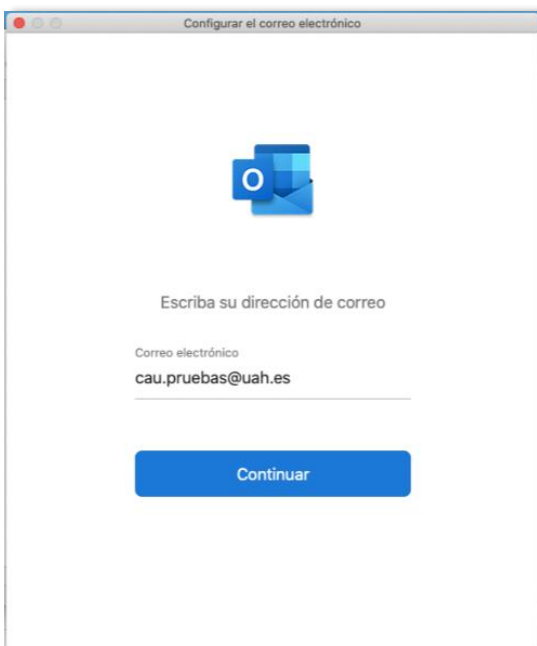 Configurar el correo electrónico
O
Escriba su dirección de correo
Correo electrónico
cau.pruebas@uah.es
Continuar